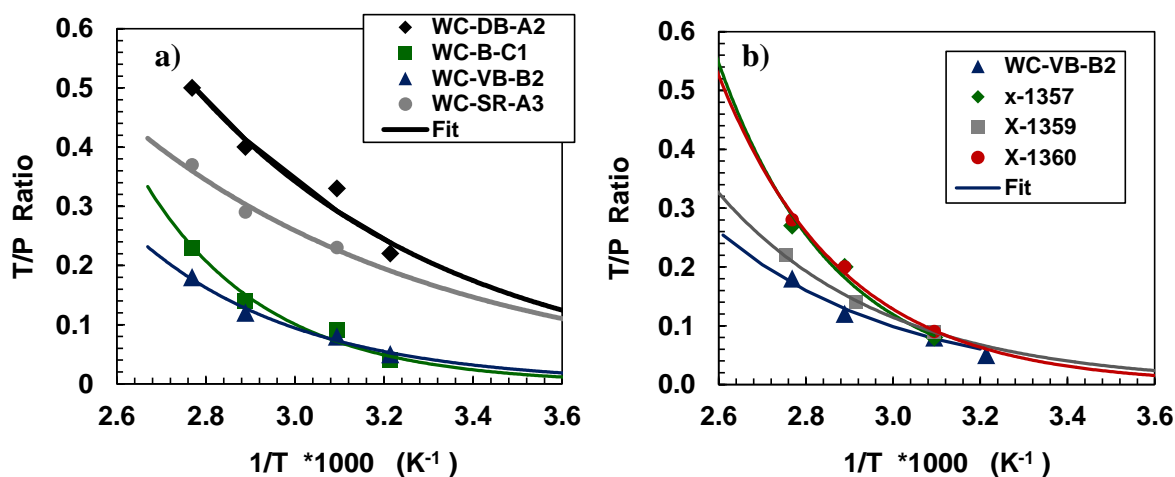 a)
WC-DB-A2
WC-B-C1
WC-VB-B2
WC-SR-A3
Fit
T/P Ratio
0.6
0.5
0.4
0.3
0.2
0.1
0
2.6 2.8 3.0 3.2 3.4 3.6
1/T *1000 (K-1)
b)
WC-VB-B2
x-1357
X-1359
X-1360
Fit
T/P Ratio
0.6
0.5
0.4
0.3
0.2
0.1
0.0
2.6 2.8 3.0 3.2 3.4 3.6
1/T *1000 (K-1)